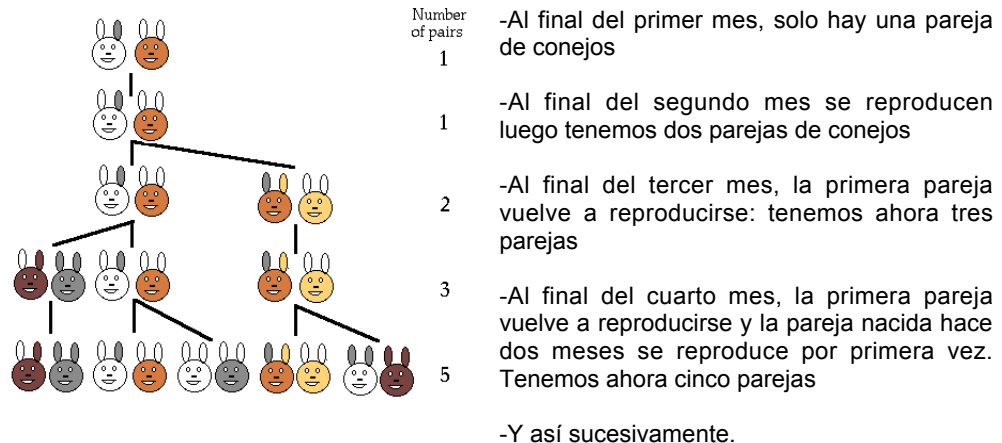 Number
of pairs
1
1
2
3
5
-Al final del primer mes, solo hay una pareja
de conejos
-Al final del segundo mes se reproducen
luego tenemos dos parejas de conejos
-Al final del tercer mes, la primera pareja
vuelve a reproducirse: tenemos ahora tres
parejas
-Al final del cuarto mes, la primera pareja
vuelve a reproducirse y la pareja nacida hace
dos meses se reproduce por primera vez.
Tenemos ahora cinco parejas
-Y así sucesivamente.